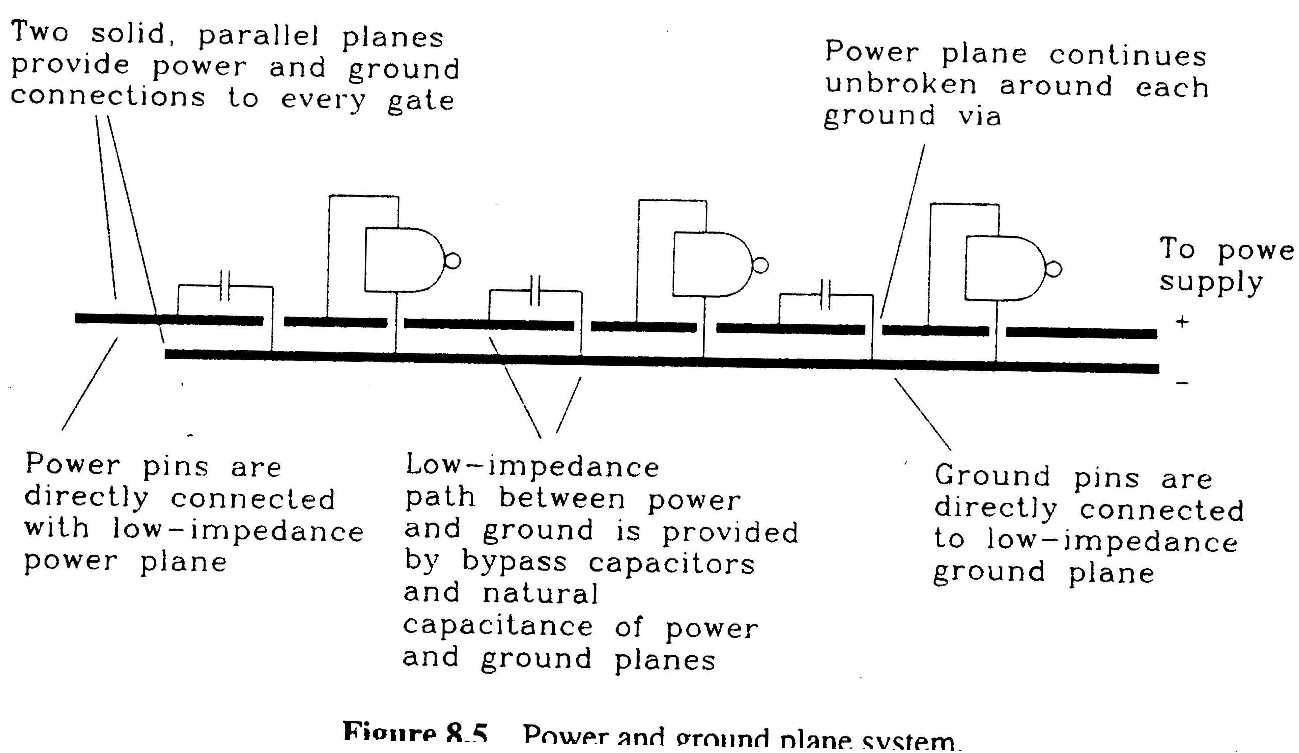 Two solid, parallel planes
provide power and ground
connections to every gate
Power plane continues
unbroken around each
ground via
To powe
supply
+
−
Power pins are
directly connected
with low-impedance
power plane
Low-impedance
path between power
and ground is provided
by bypass capacitors
and natural
capacitance of power
and ground planes
Ground pins are
directly connected
to low-impedance
ground plane
Figure 8.5 Power and ground plane system.